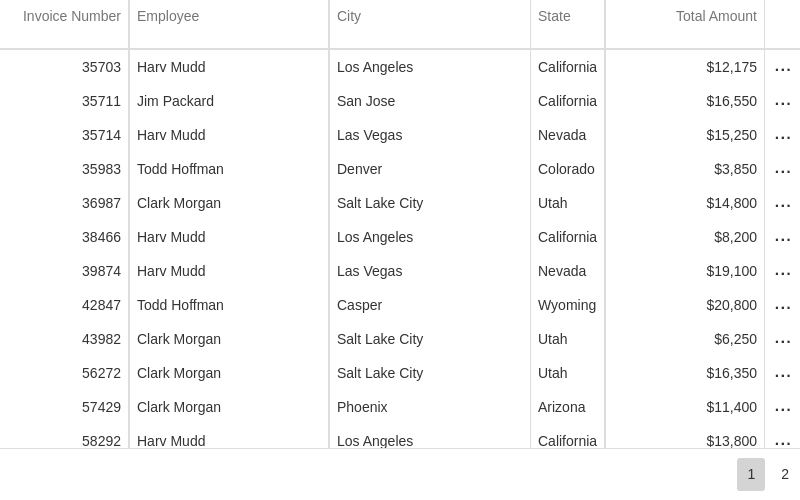 Invoice Number Employee City State Total Amount
35703 Harv Mudd Los Angeles California $12,175 ...
35711 Jim Packard San Jose California $16,550 ...
35714 Harv Mudd Las Vegas Nevada $15,250 ...
35983 Todd Hoffman Denver Colorado $3,850 ...
36987 Clark Morgan Salt Lake City Utah $14,800 ...
38466 Harv Mudd Los Angeles California $8,200 ...
39874 Harv Mudd Las Vegas Nevada $19,100 ...
42847 Todd Hoffman Casper Wyoming $20,800 ...
43982 Clark Morgan Salt Lake City Utah $6,250 ...
56272 Clark Morgan Salt Lake City Utah $16,350 ...
57429 Clark Morgan Phoenix Arizona $11,400 ...
58292 Harv Mudd Los Angeles California $13,800 ...
1 2